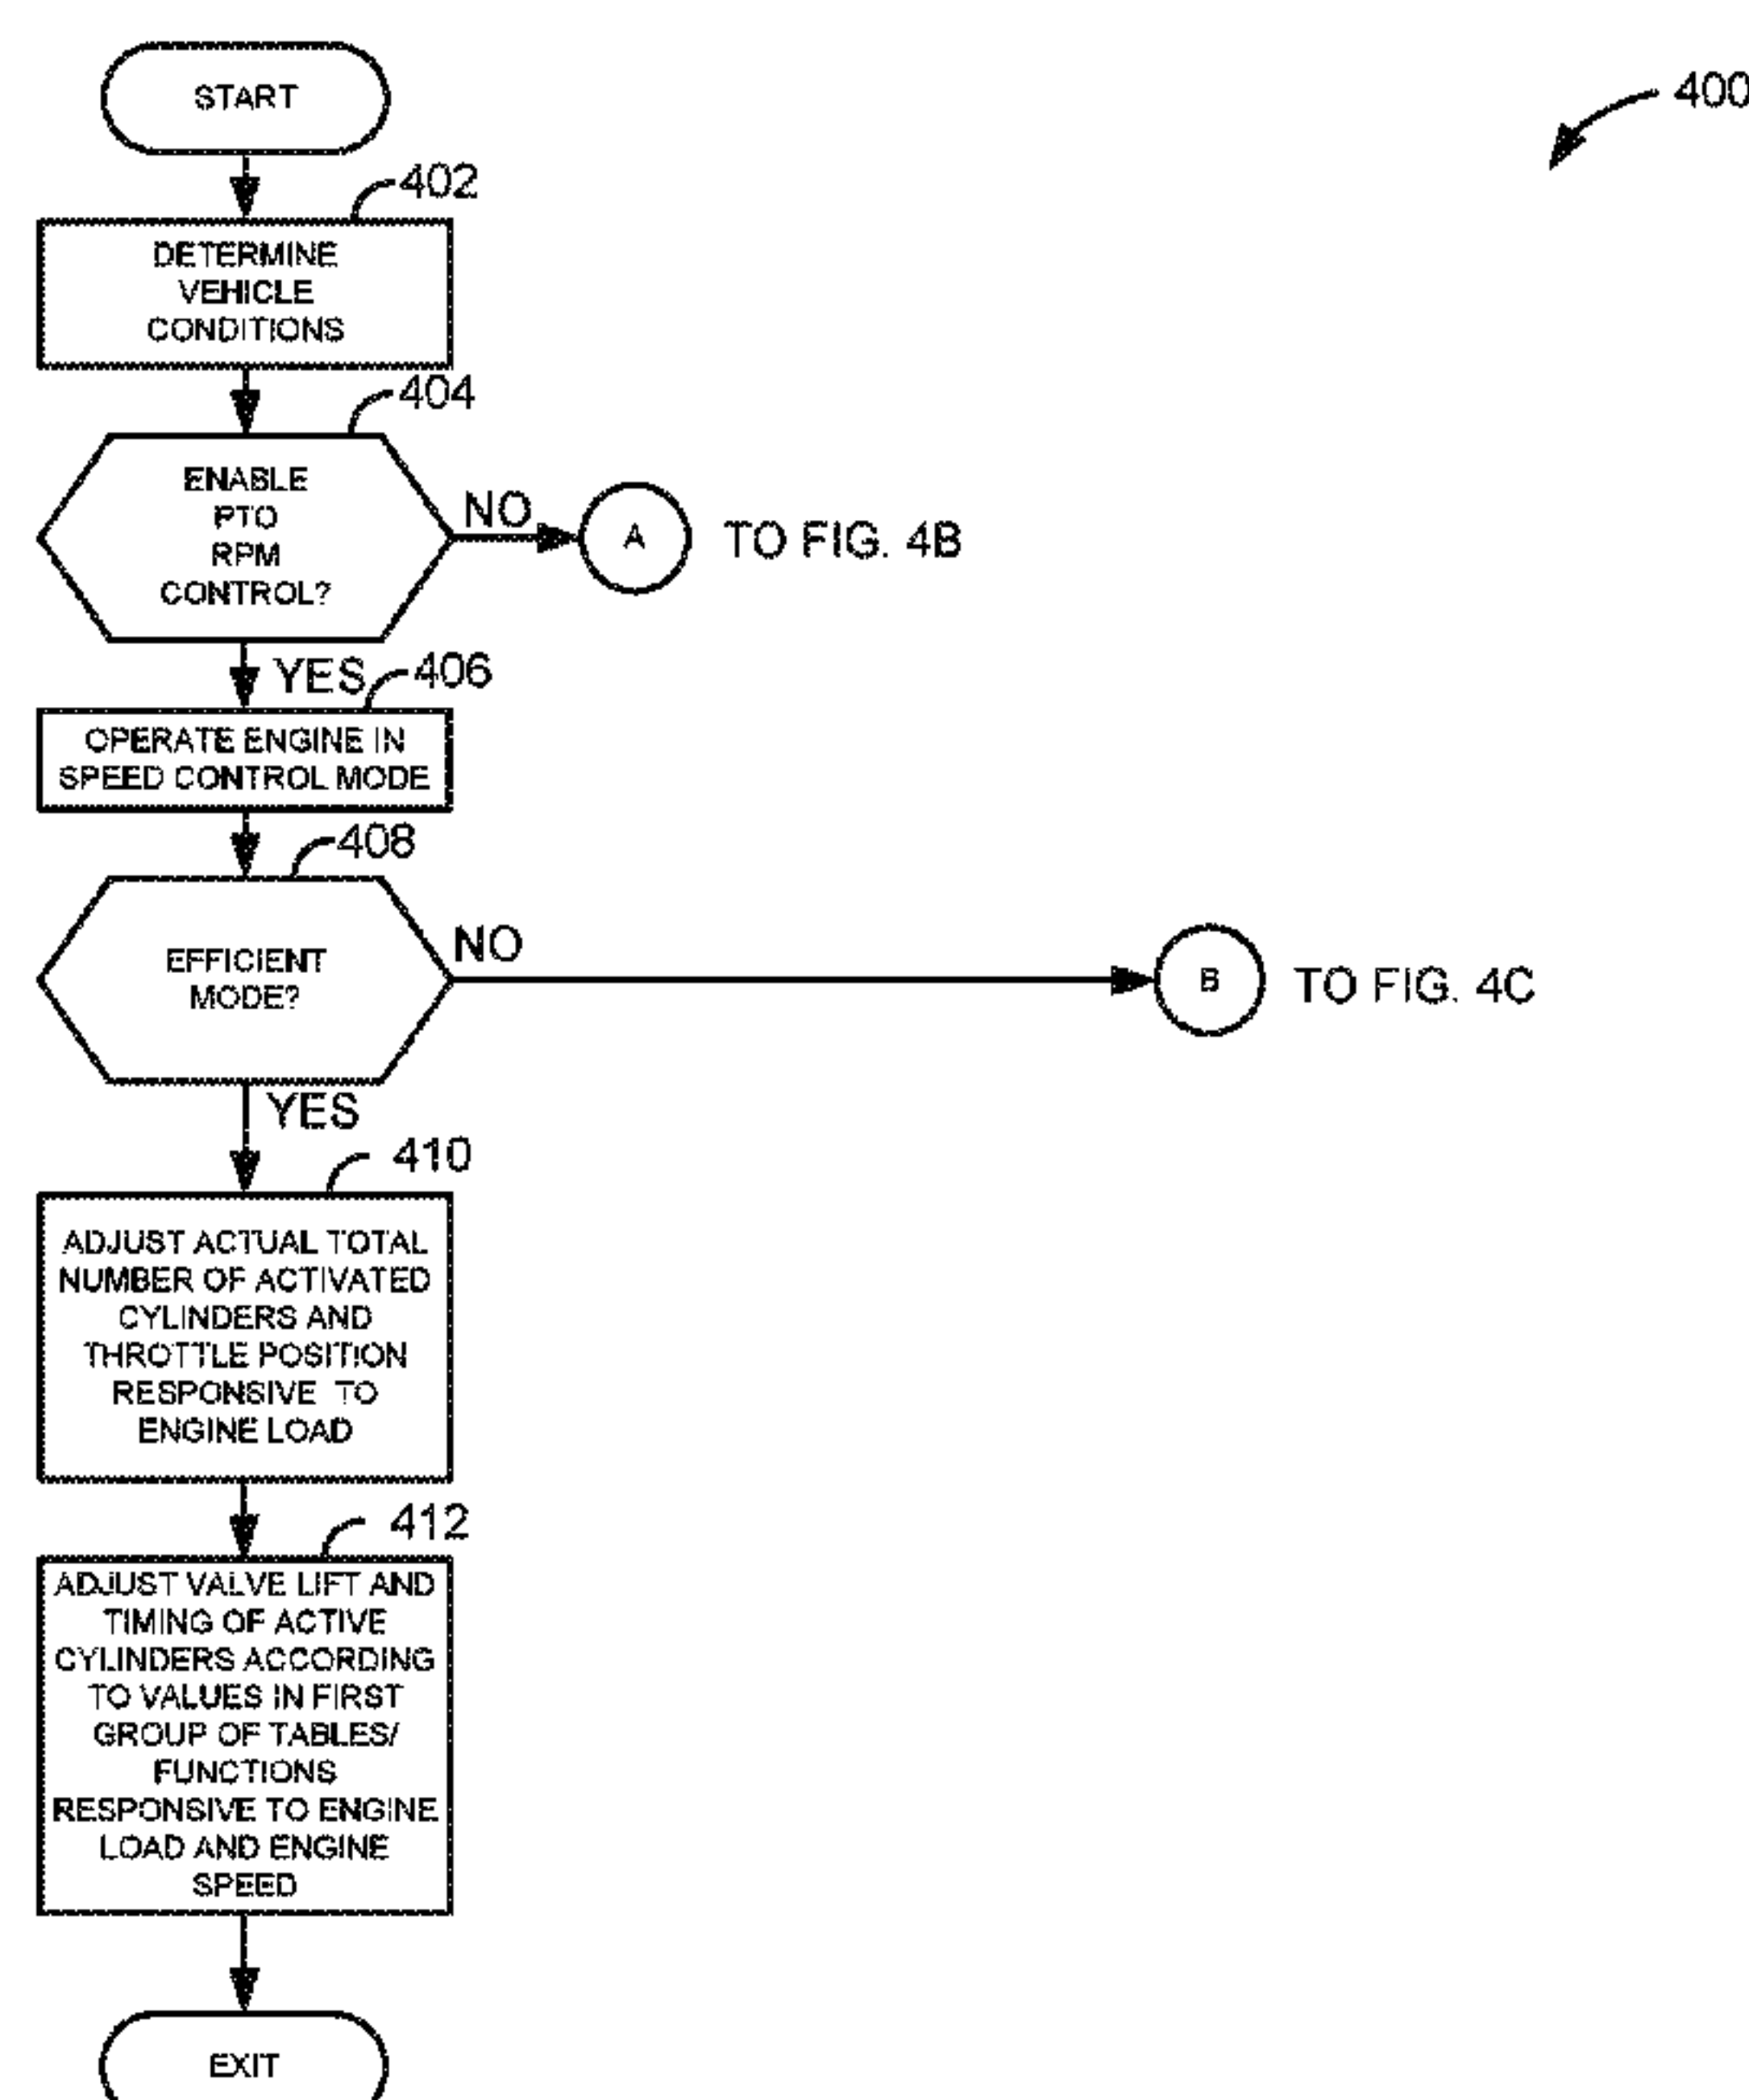 START
400
402
DETERMINE
VEHICLE
CONDITIONS
404
ENABLE
PTO
RPM
CONTROL?
NO
A
TO FIG. 4B
YES
406
OPERATE ENGINE IN
SPEED CONTROL MODE
408
EFFICIENT
MODE?
NO
B
TO FIG. 4C
YES
410
ADJUST ACTUAL TOTAL
NUMBER OF ACTIVATED
CYLINDERS AND
THROTTLE POSITION
RESPONSIVE TO
ENGINE LOAD
412
ADJUST VALVE LIFT AND
TIMING OF ACTIVE
CYLINDERS ACCORDING
TO VALUES IN FIRST
GROUP OF TABLES/
FUNCTIONS
RESPONSIVE TO ENGINE
LOAD AND ENGINE
SPEED
EXIT